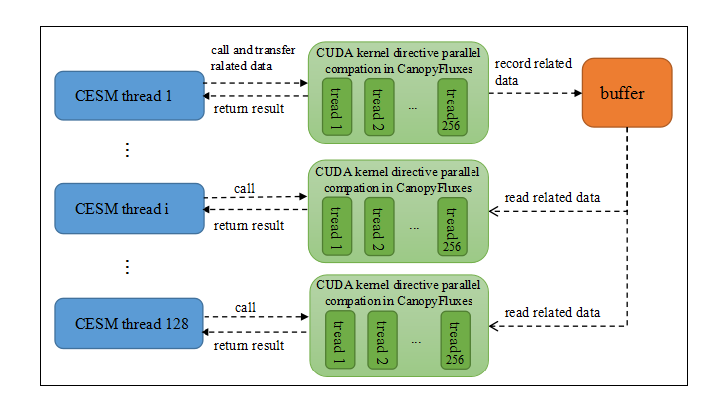 call and transfer
ralated data
CUDA kernel directive parallel
compation in CanopyFluxes
record related
data
CESM thread 1
return result
tread 1
tread 2
...
tread
256
buffer
...
CUDA kernel directive parallel
compation in CanopyFluxes
call
CESM thread i
return result
tread 1
tread 2
...
tread
256
read related data
...
CUDA kernel directive parallel
compation in CanopyFluxes
call
CESM thread 128
return result
tread 1
tread 2
...
tread
256
read related data